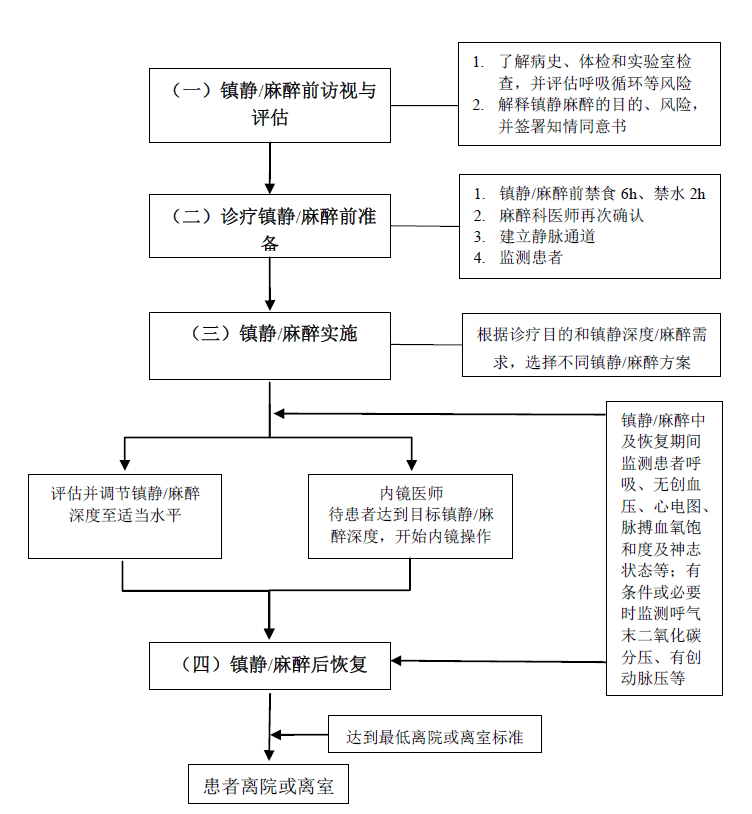 （一）镇静/麻醉前访视与
评估
1. 了解病史、体检和实验室检
查，并评估呼吸循环等风险
2. 解释镇静麻醉的目的、风险，
并签署知情同意书
（二）诊疗镇静/麻醉前准
备
1. 镇静/麻醉前禁食 6h、禁水 2h
2. 麻醉科医师再次确认
3. 建立静脉通道
4. 监测患者
（三）镇静/麻醉实施
根据诊疗目的和镇静深度/麻醉需
求，选择不同镇静/麻醉方案
镇静/麻醉中
及恢复期间
监测患者呼
吸、无创血
压、心电图、
脉搏血氧饱
和度及神志
状态等；有
条件或必要
时监测呼气
末二氧化碳
分压、有创
动脉压等
评估并调节镇静/麻醉
深度至适当水平
内镜医师
待患者达到目标镇静/麻
醉深度，开始内镜操作
（四）镇静/麻醉后恢复
达到最低离院或离室标准
患者离院或离室